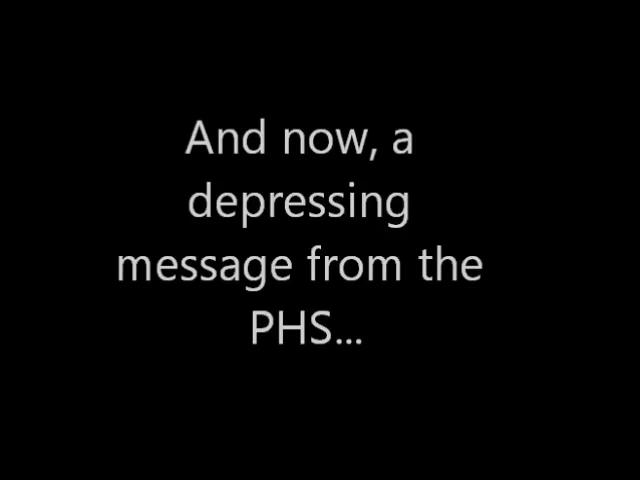 And now, a
depressing
message from the
PHS...